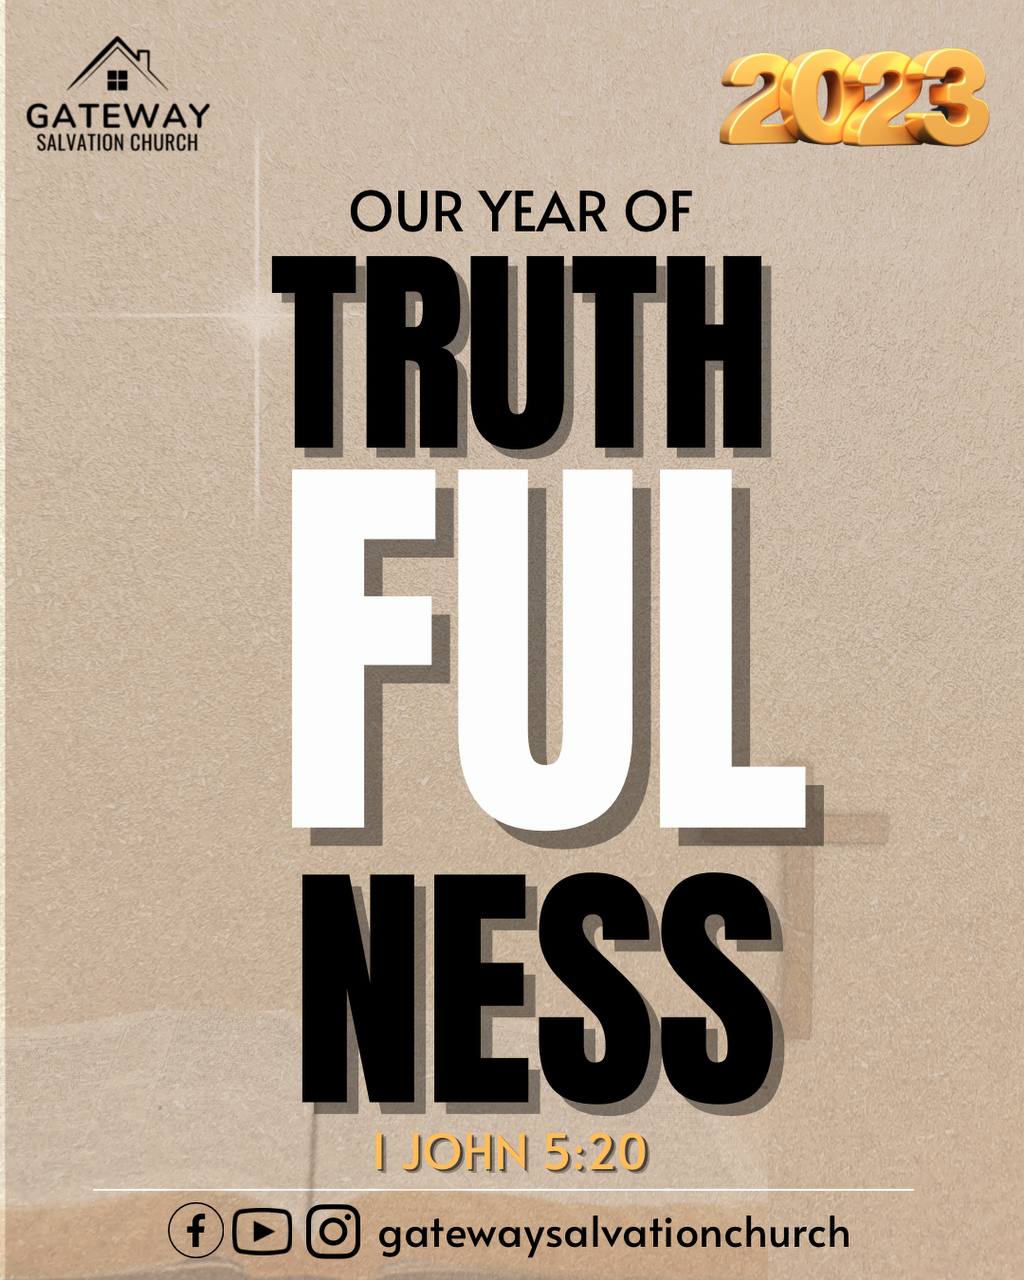 GATEWAY
SALVATION CHURCH
2023
OUR YEAR OF
TRUTH
FUL
NESS
I JOHN 5:20
gatewaysalvationchurch